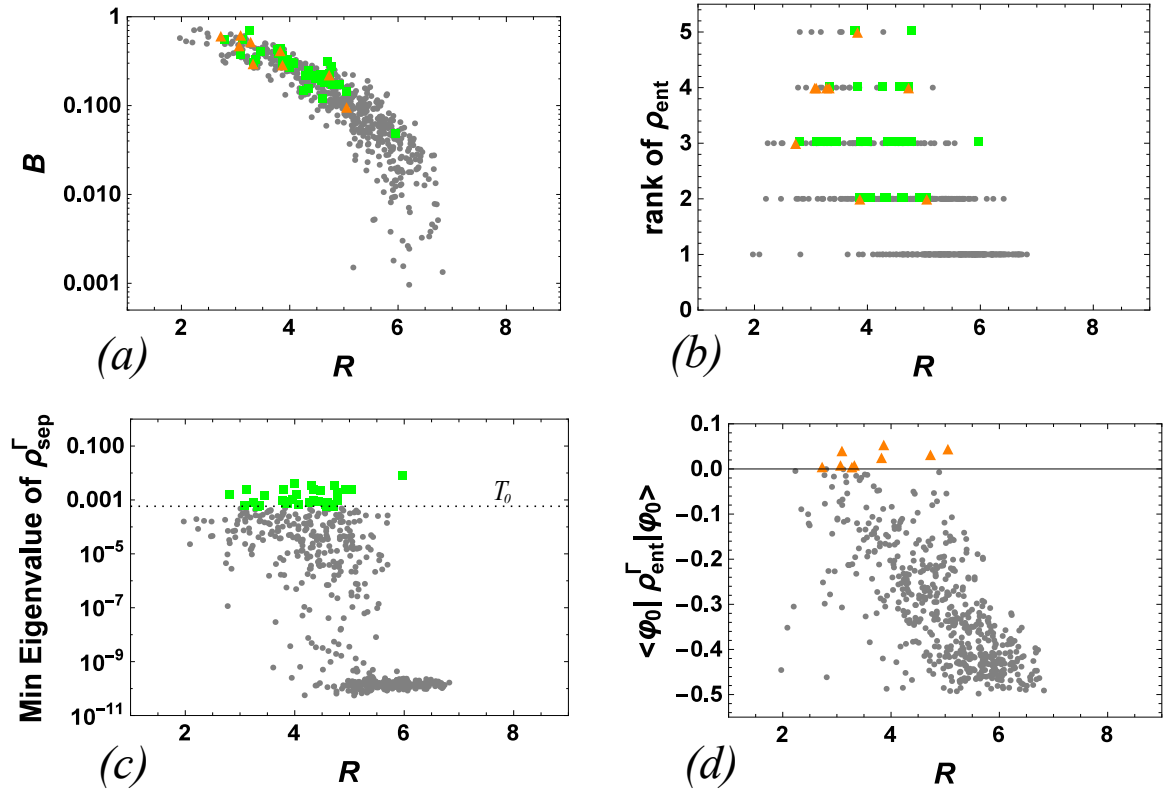 1
0.100
0.010
0.001
B
2 4 6 8
(a) R
5
4
3
2
1
0
rank of ρ_ent
2 4 6 8
(b) R
0.100
0.001
10⁻⁵
10⁻⁷
10⁻⁹
10⁻¹¹
Min Eigenvalue of ρ^Γ_sep
T₀
2 4 6 8
(c) R
0.1
0.0
−0.1
−0.2
−0.3
−0.4
−0.5
<φ₀| ρ^Γ_ent|φ₀>
2 4 6 8
(d) R